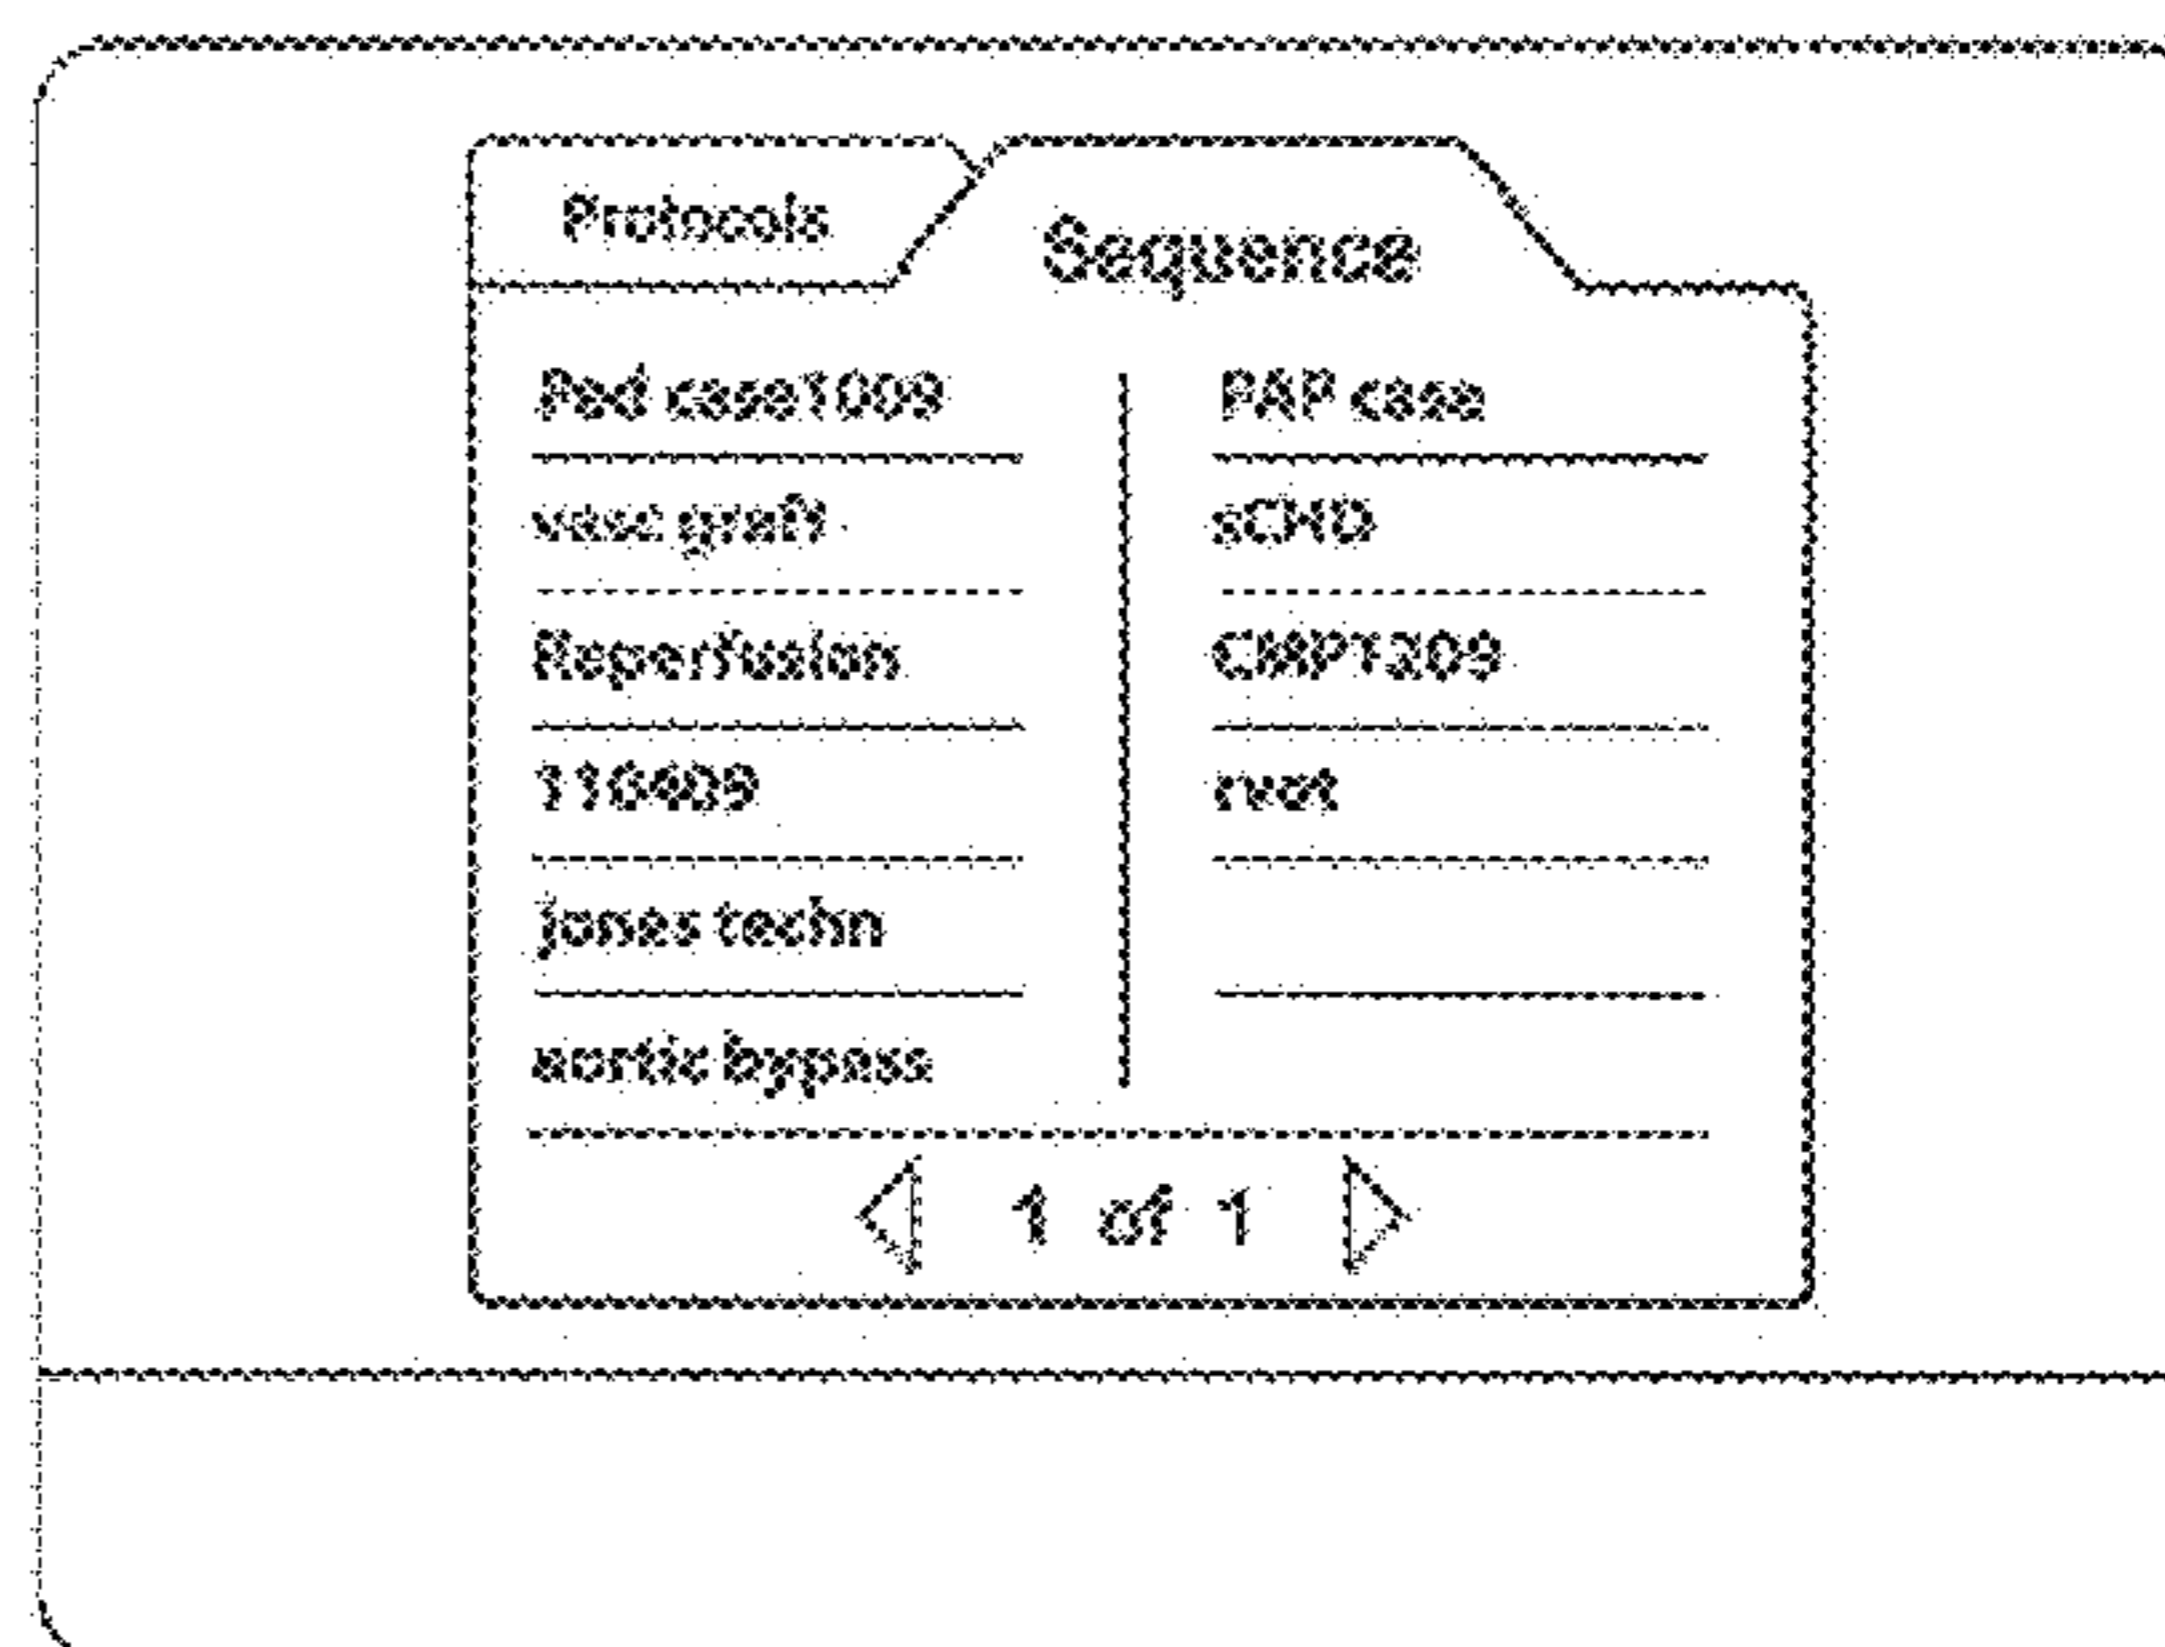 Protocols
Sequence
Ped case1009
vasc graft
Reperfusion
110409
jones techn
aortic bypass
PAP case
sCHD
CMP1209
rvot
1 of 1